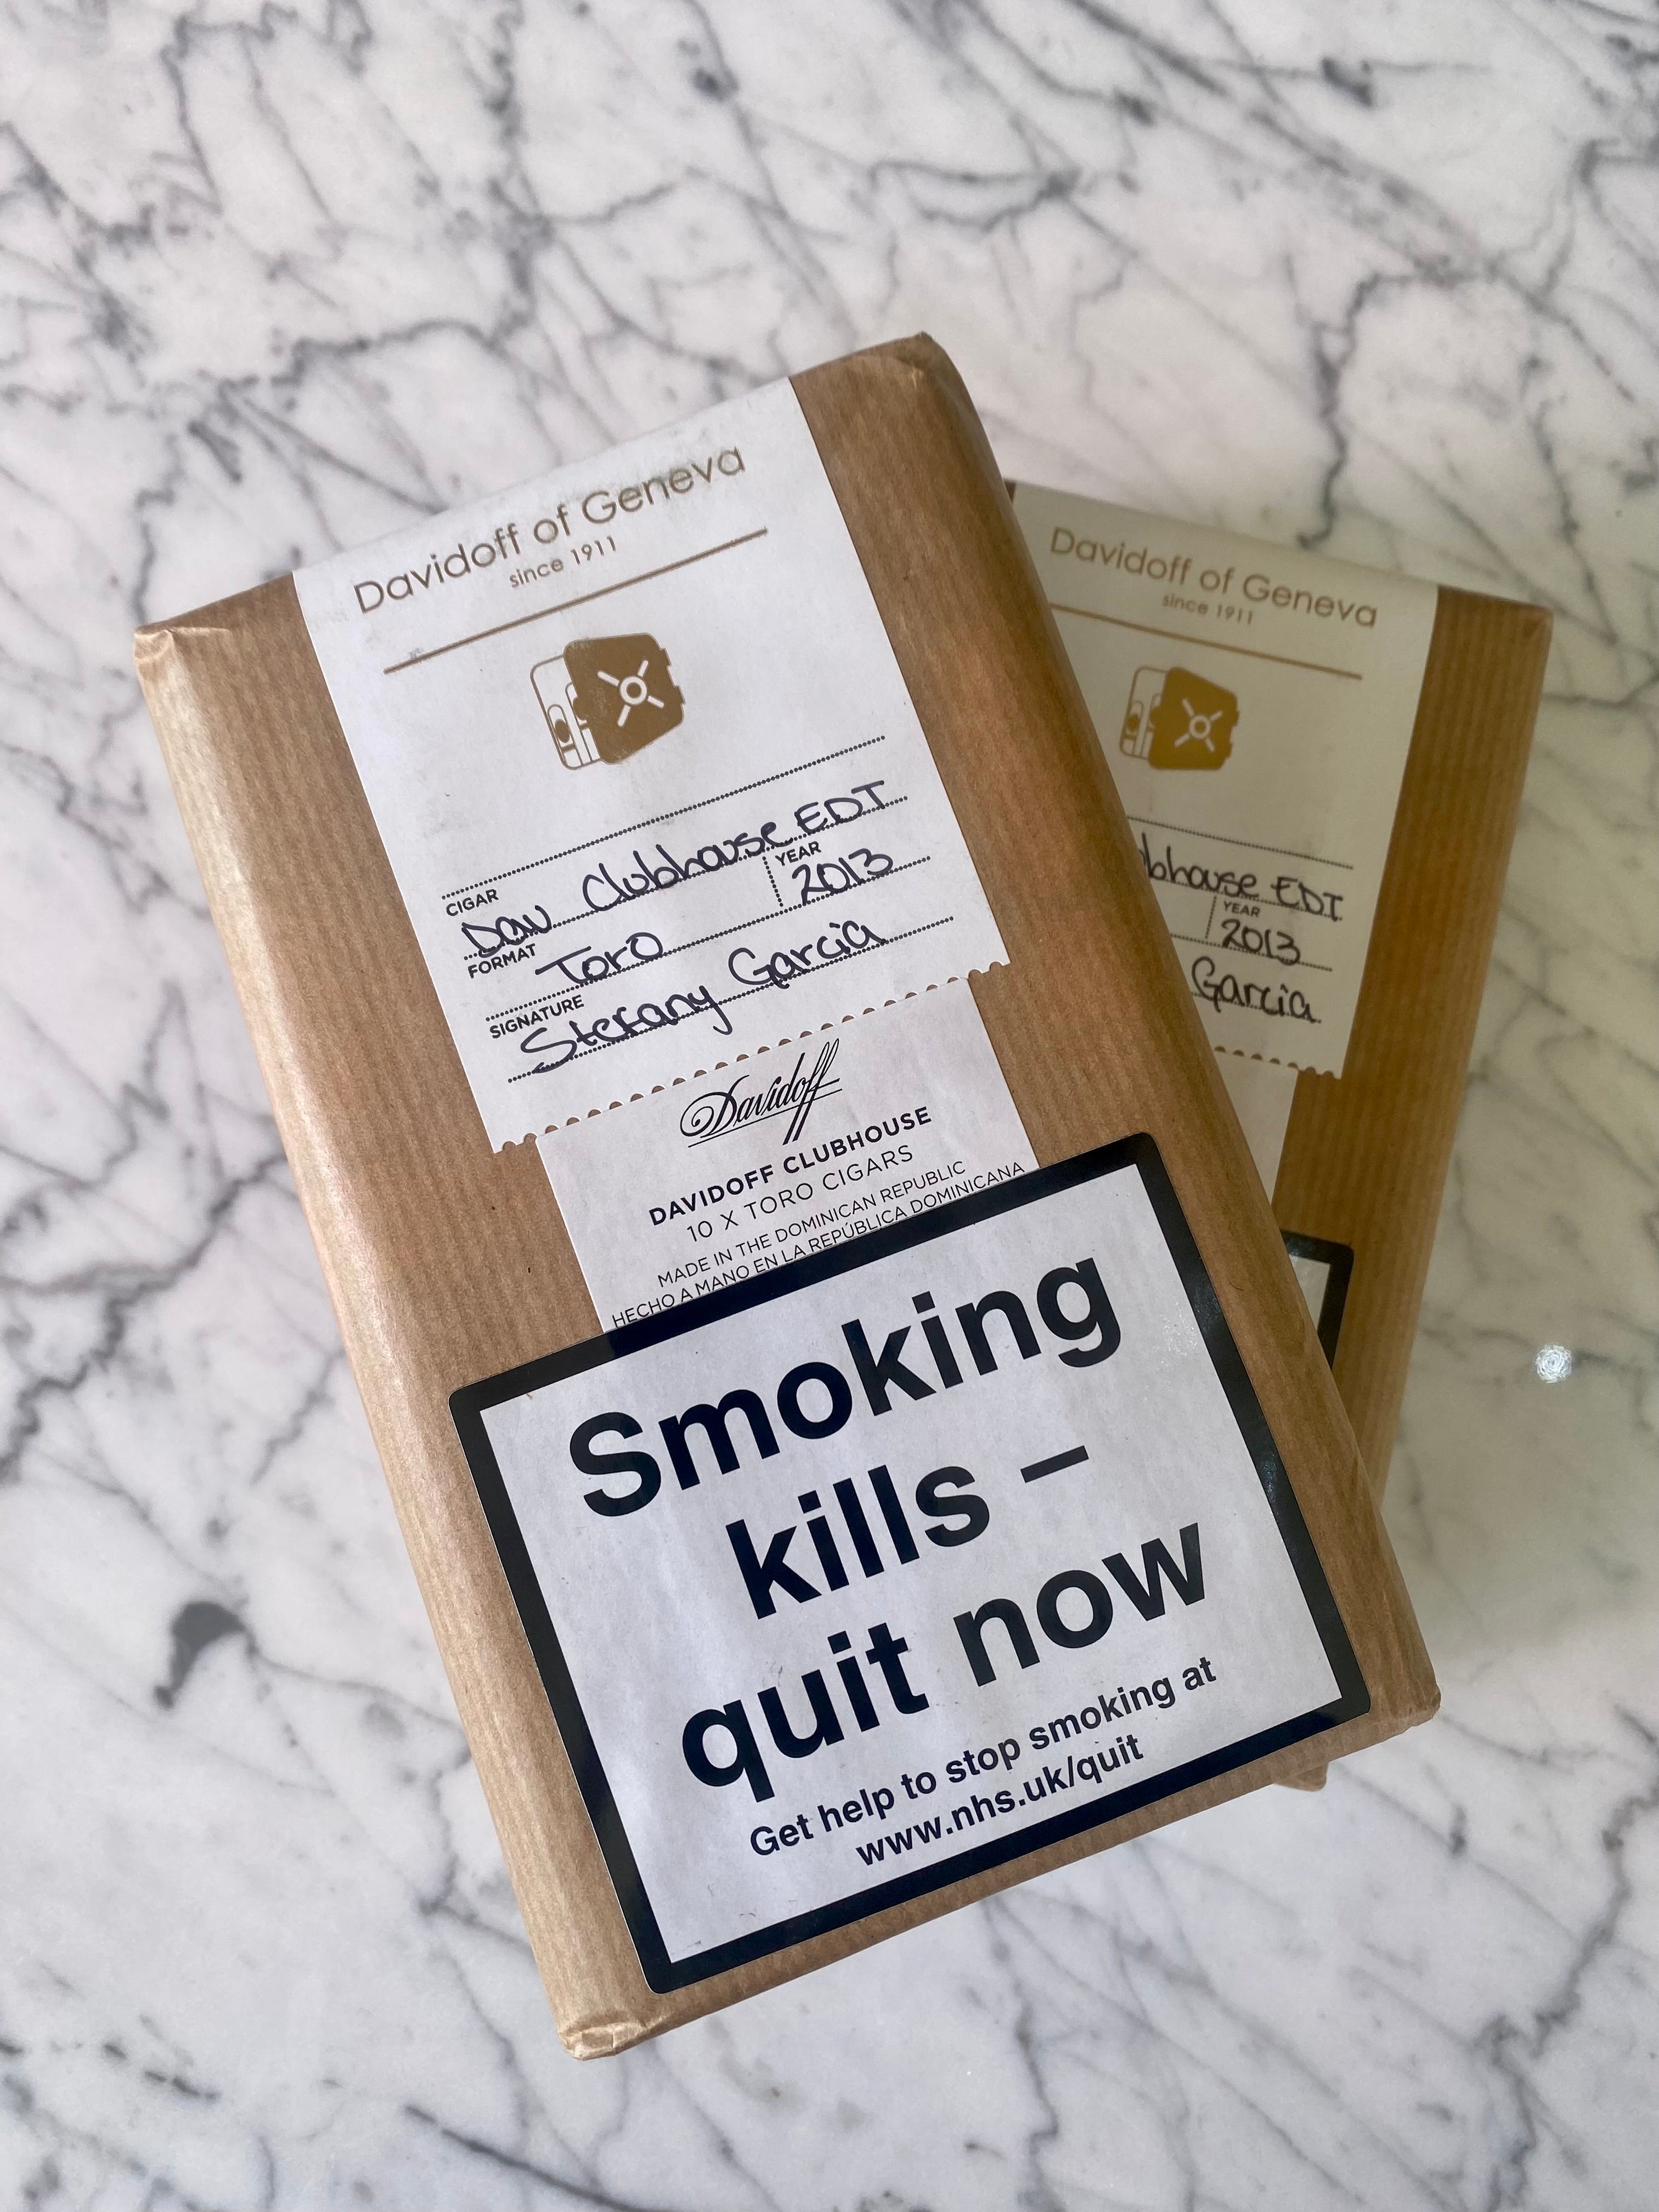 Davidoff of Geneva
since 1911
CIGAR
Dav Clubhouse EDT
FORMAT
Toro
YEAR
2013
SIGNATURE
Stefany Garcia
Davidoff
DAVIDOFF CLUBHOUSE
10 X TORO CIGARS
MADE IN THE DOMINICAN REPUBLIC
HECHO A MANO EN LA REPÚBLICA DOMINICANA
Smoking
kills –
quit now
Get help to stop smoking at
www.nhs.uk/quit
Davidoff of Geneva
since 1911
EDT
YEAR
2013
Garcia